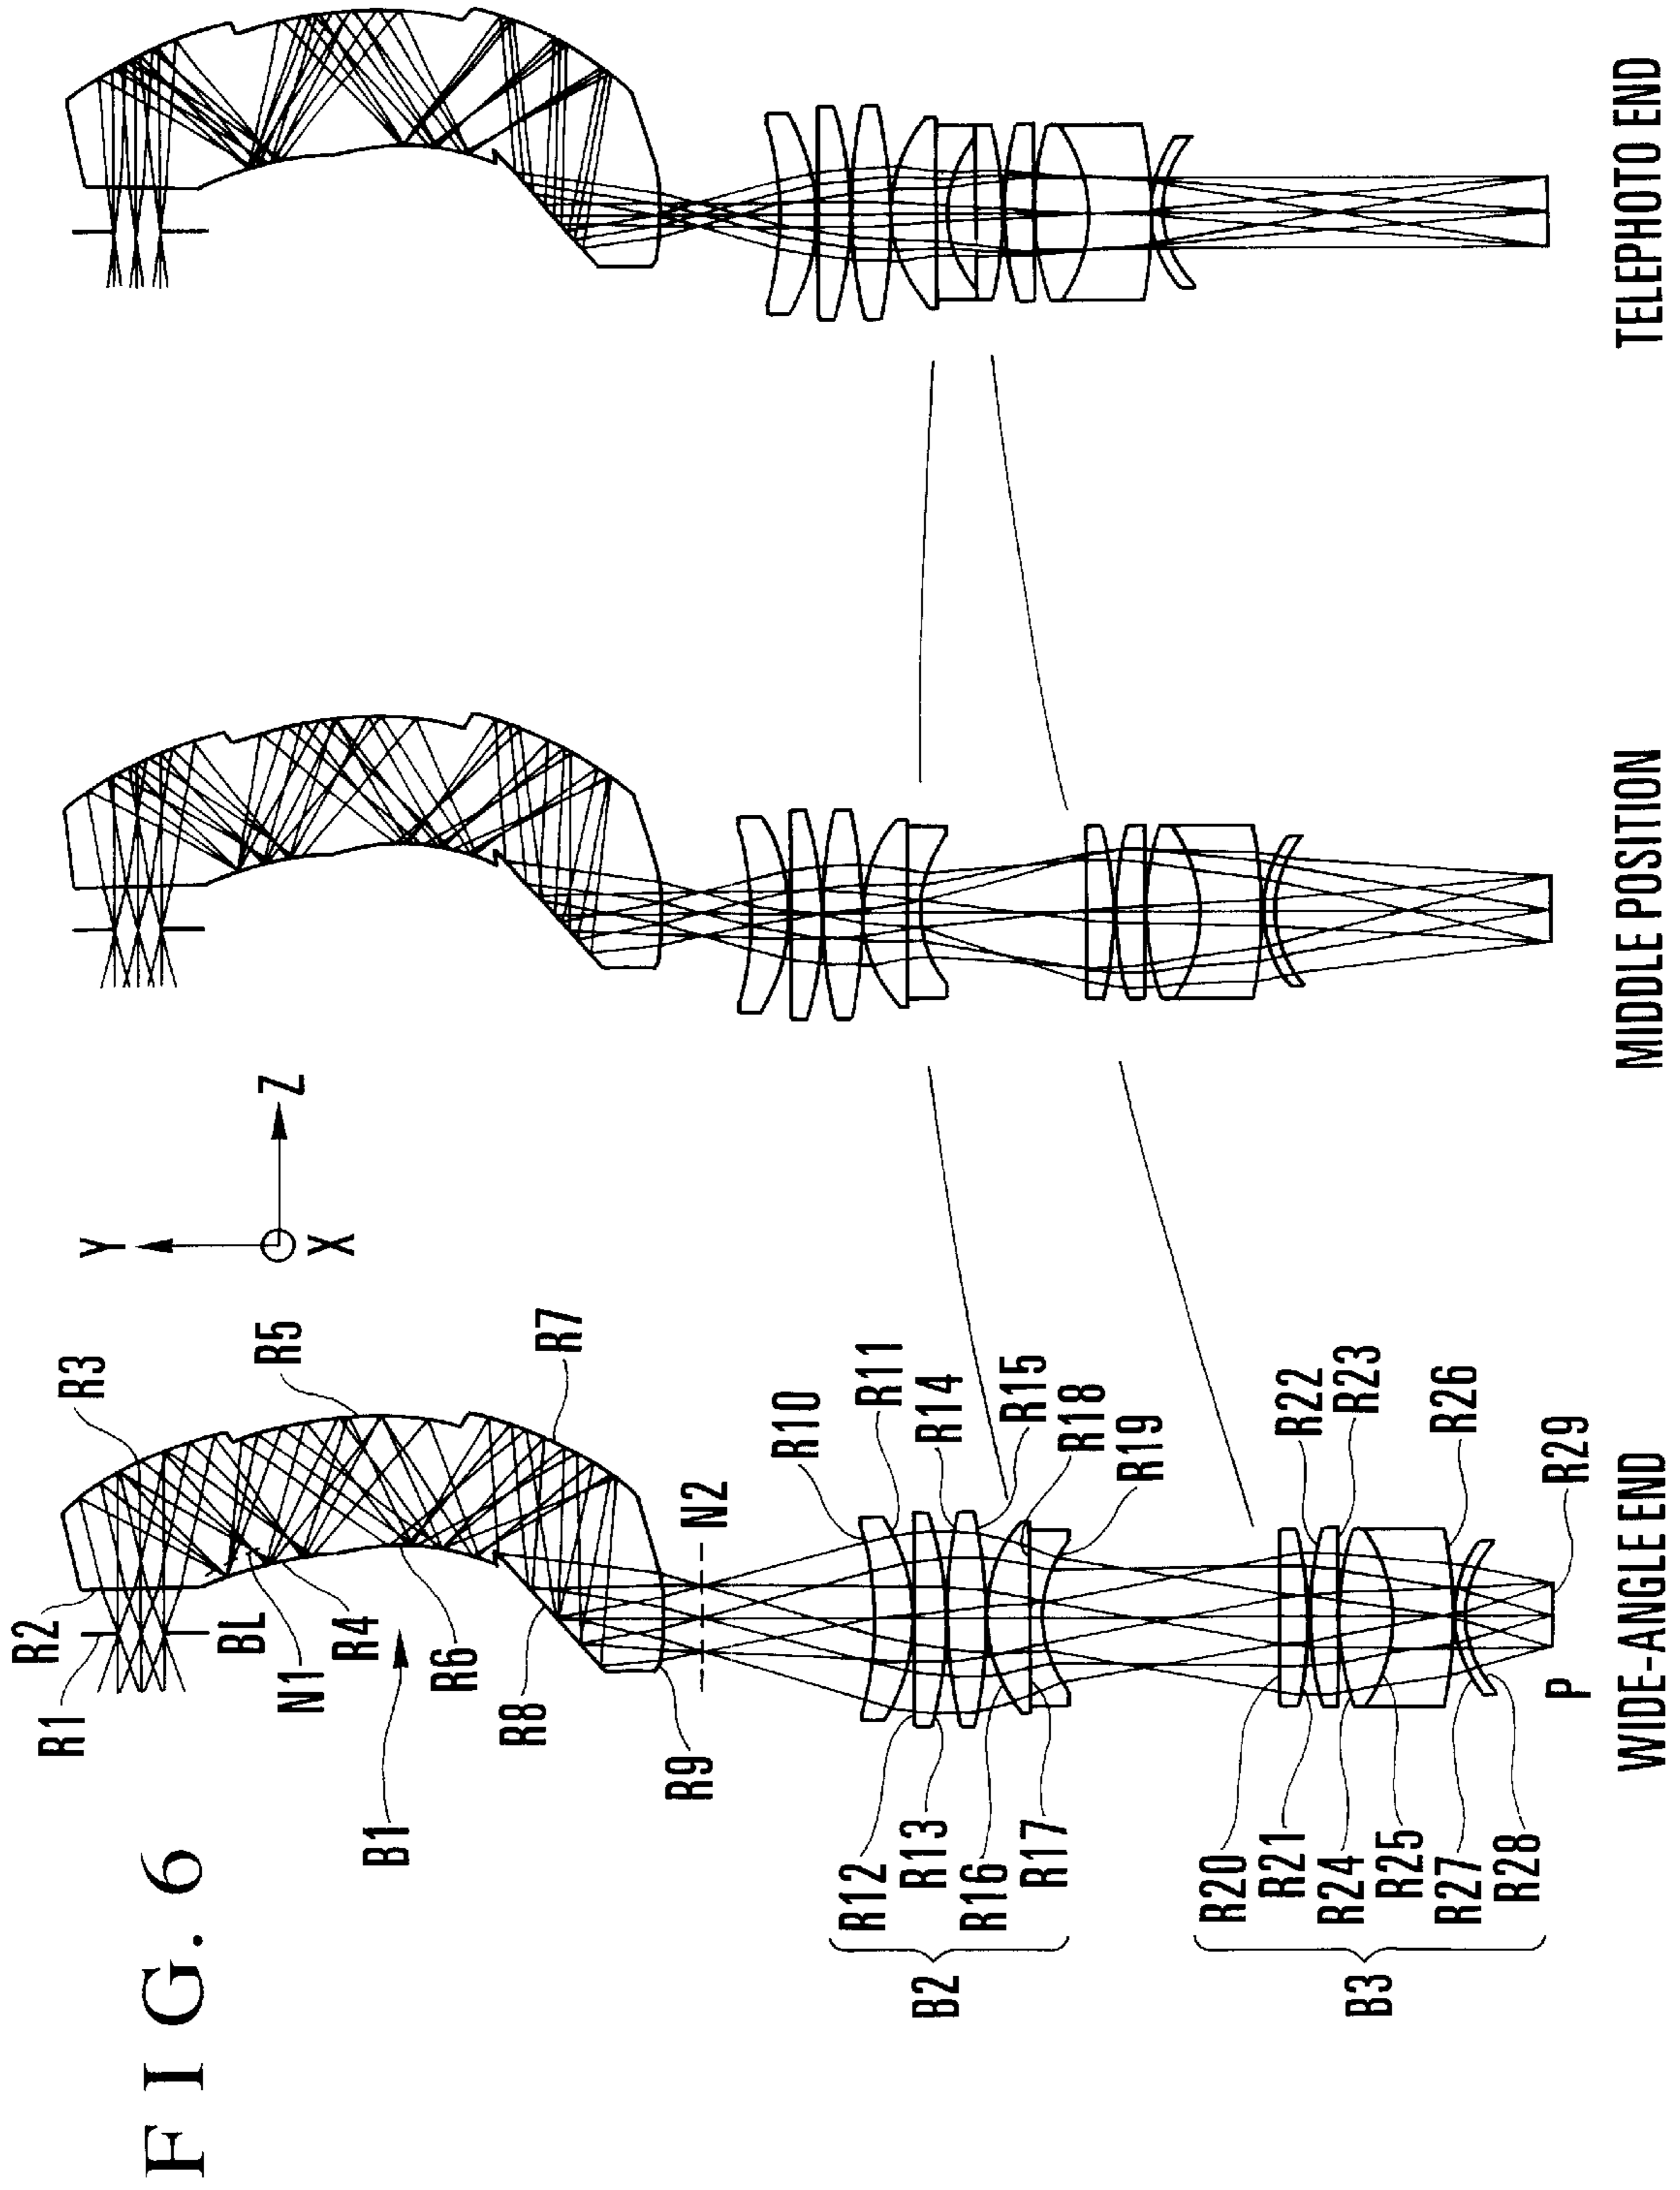 FIG. 6
R1
R2
R3
BL
N1
R4
R5
B1
R6
R7
R8
R9
N2
Y
Z
X
R10
R11
R12
R13
R14
R15
R16
R17
R18
R19
B2
R20
R21
R22
R23
R24
R25
R26
R27
R28
R29
B3
P
WIDE-ANGLE END
MIDDLE POSITION
TELEPHOTO END